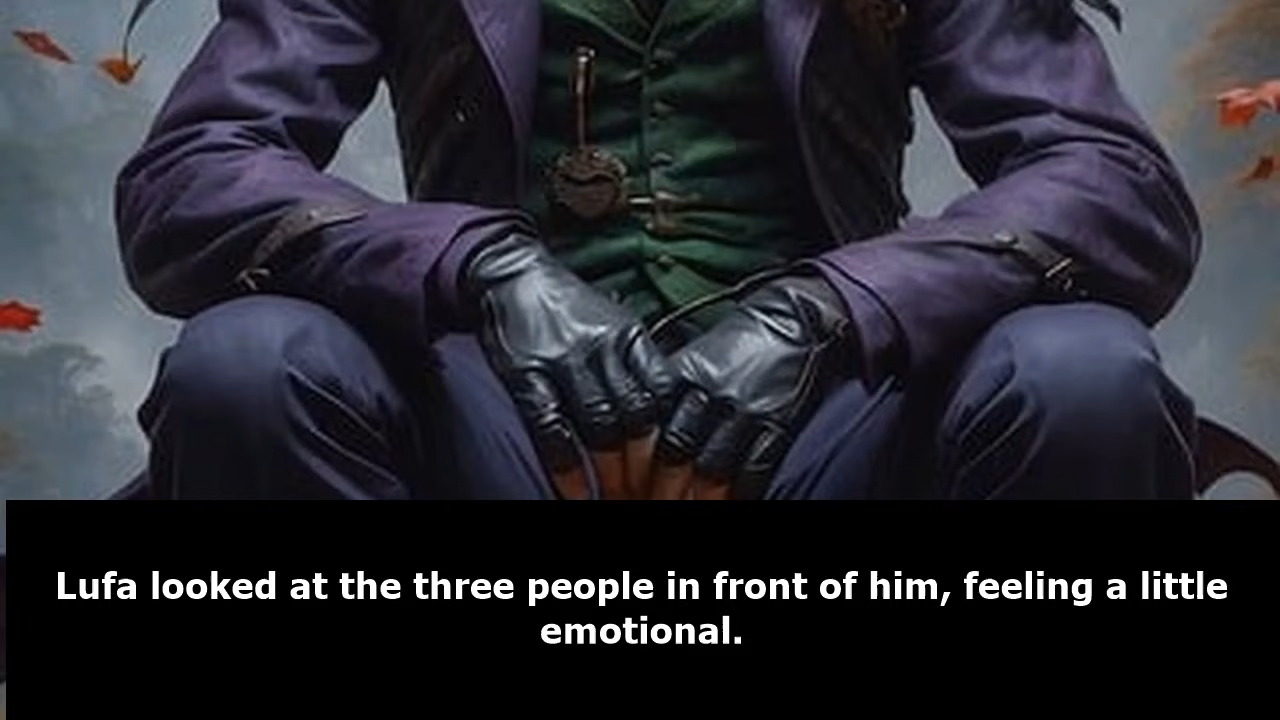 Lufa looked at the three people in front of him, feeling a little
emotional.